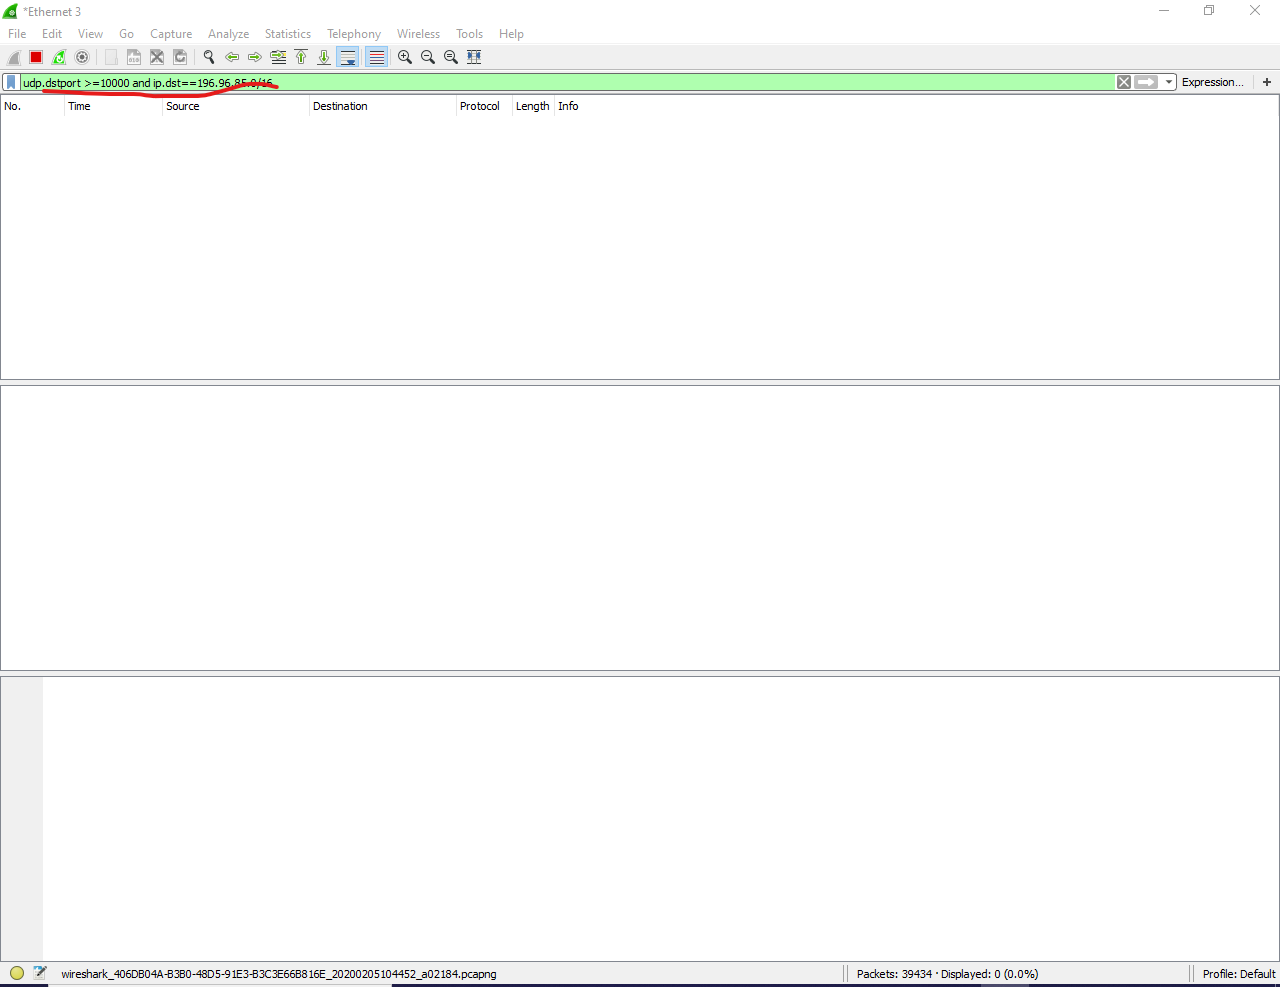 *Ethernet 3
File Edit View Go Capture Analyze Statistics Telephony Wireless Tools Help
udp.dstport >=10000 and ip.dst==196.96.85.0/16 Expression... +
No. Time Source Destination Protocol Length Info
wireshark_406DB04A-B3B0-48D5-91E3-B3C3E66B816E_20200205104452_a02184.pcapng Packets: 39434 · Displayed: 0 (0.0%) Profile: Default